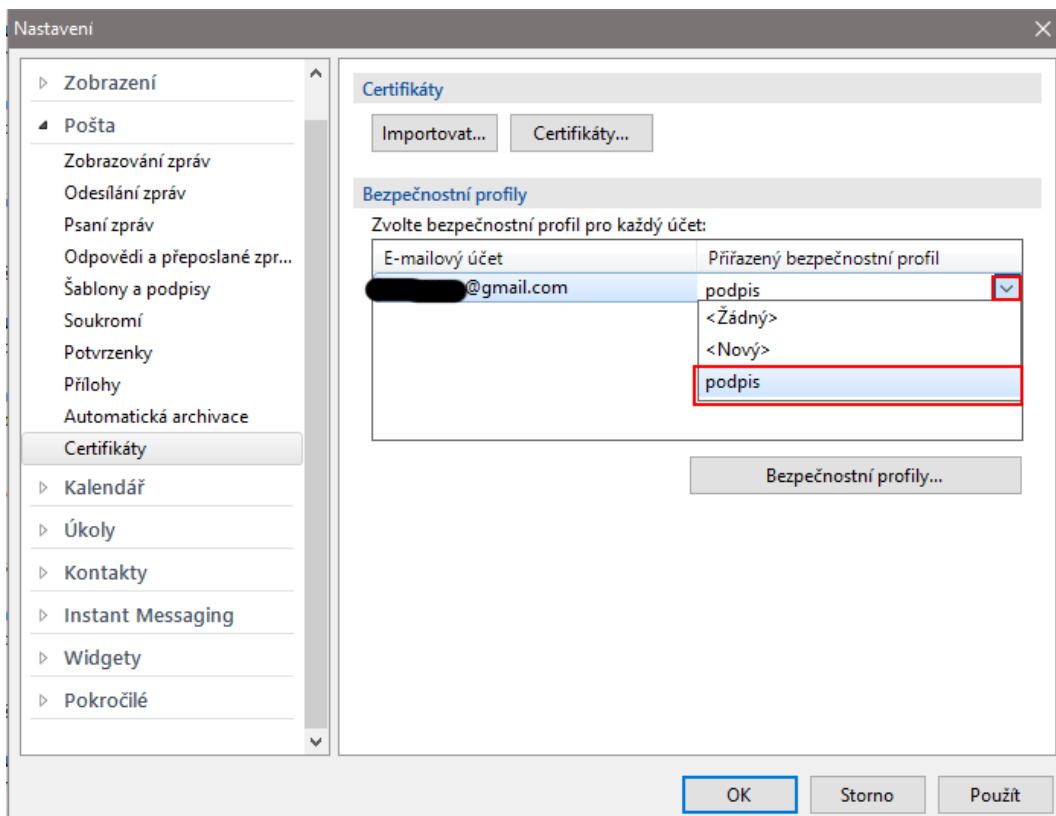 Nastavení
Zobrazení
Pošta
Zobrazování zpráv
Odesílání zpráv
Psaní zpráv
Odpovědi a přeposlané zpr...
Šablony a podpisy
Soukromí
Potvrzenky
Přílohy
Automatická archivace
Certifikáty
Kalendář
Úkoly
Kontakty
Instant Messaging
Widgety
Pokročilé
Certifikáty
Importovat... Certifikáty...
Bezpečnostní profily
Zvolte bezpečnostní profil pro každý účet:
E-mailový účet Přiřazený bezpečnostní profil
@gmail.com podpis
<Žádný>
<Nový>
podpis
Bezpečnostní profily...
OK Storno Použít